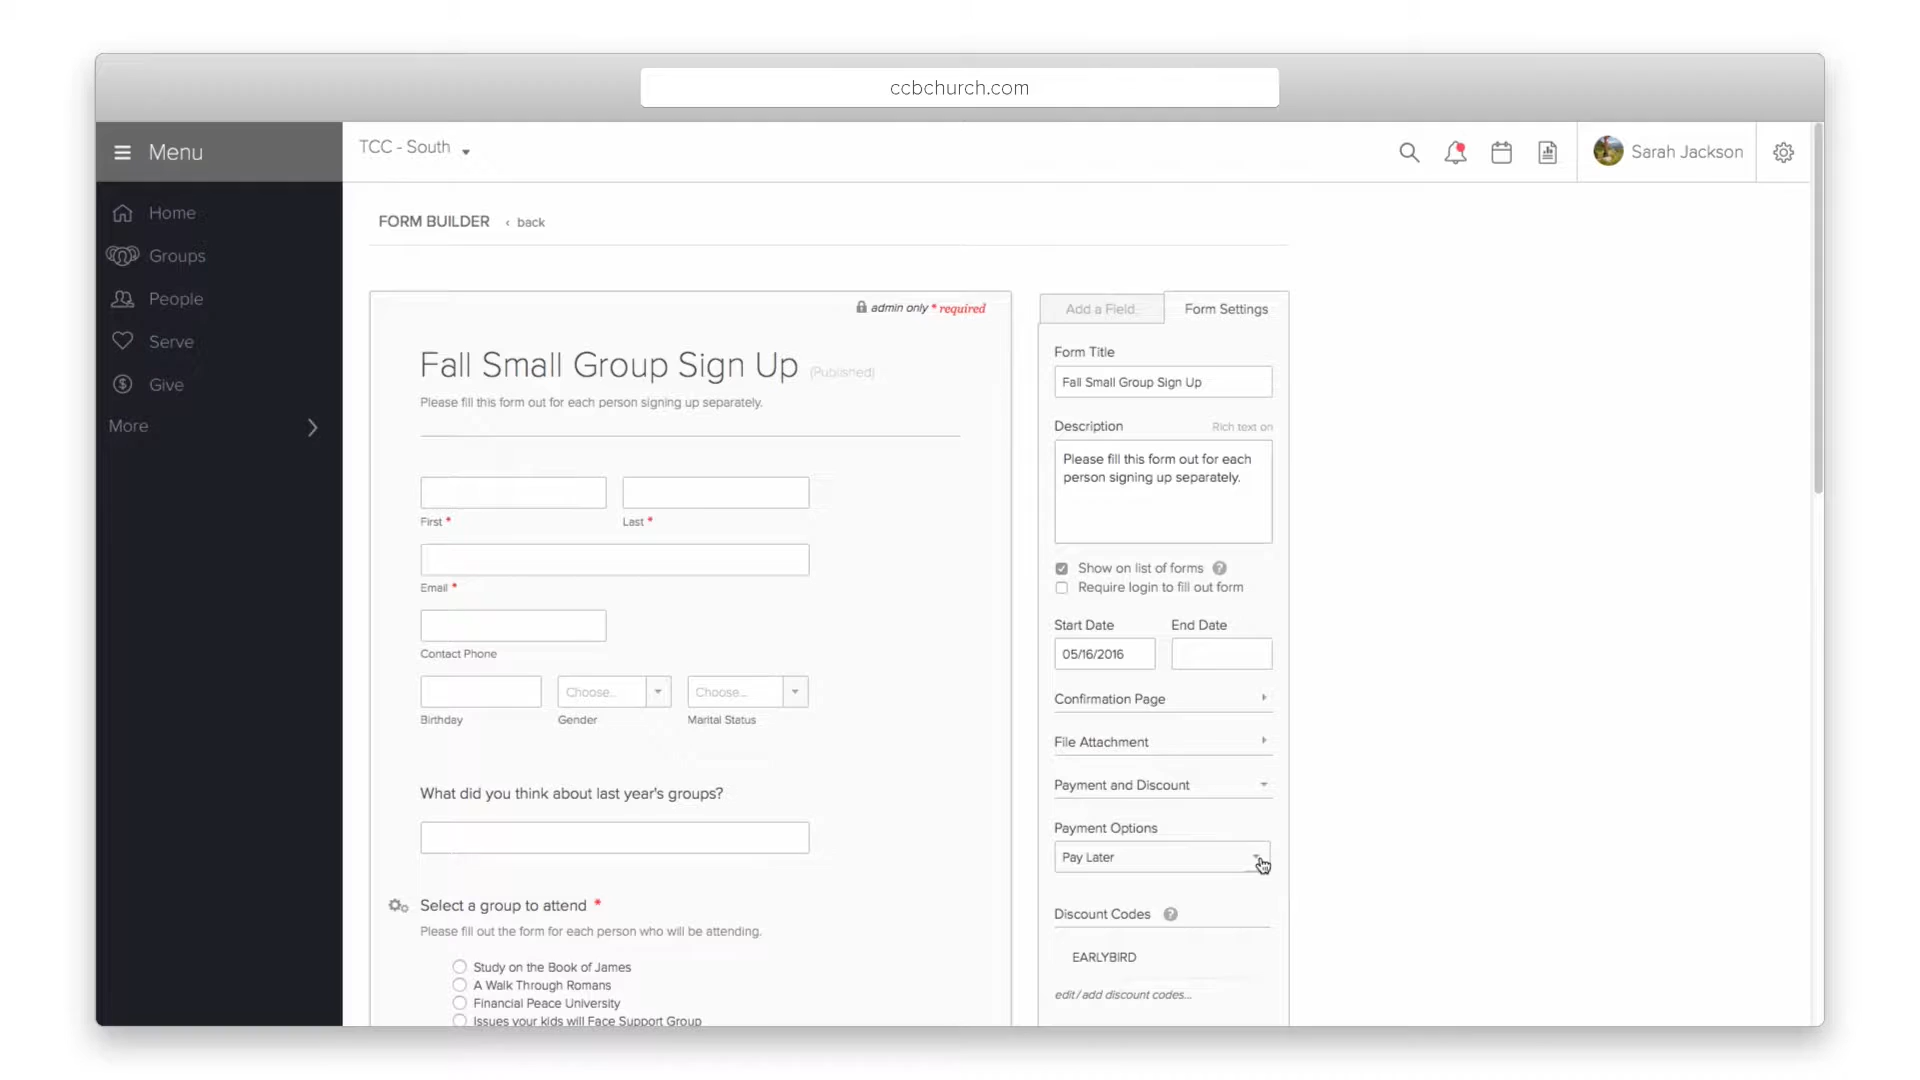 ccbchurch.com
Menu
TCC - South
Sarah Jackson
Home
Groups
People
Serve
Give
More
FORM BUILDER ‹ back
admin only * required
Fall Small Group Sign Up (Published)
Please fill this form out for each person signing up separately.
First *
Last *
Email *
Contact Phone
Choose...
Choose...
Birthday
Gender
Marital Status
What did you think about last year's groups?
Select a group to attend *
Please fill out the form for each person who will be attending.
Study on the Book of James
A Walk Through Romans
Financial Peace University
Issues your kids will Face Support Group
Add a Field
Form Settings
Form Title
Fall Small Group Sign Up
Description
Rich text on
Please fill this form out for each
person signing up separately.
Show on list of forms ?
Require login to fill out form
Start Date
End Date
05/16/2016
Confirmation Page
File Attachment
Payment and Discount
Payment Options
Pay Later
Discount Codes ?
EARLYBIRD
edit/add discount codes...